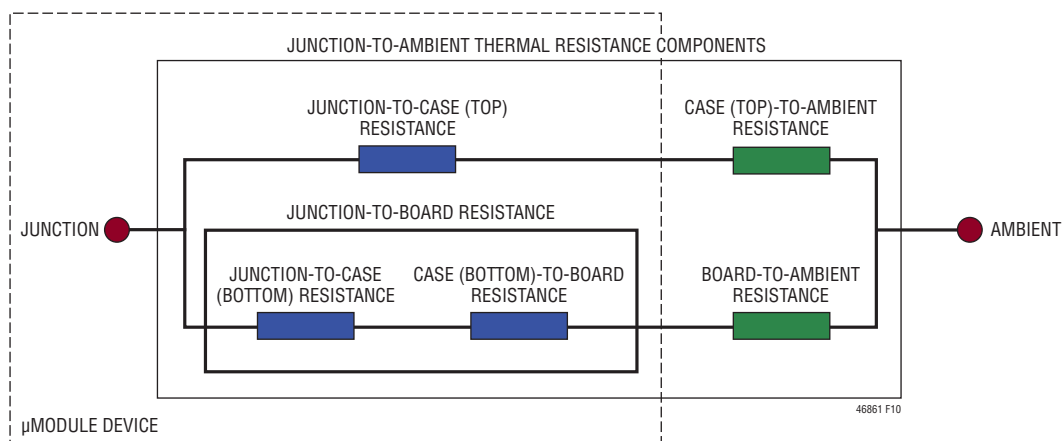 JUNCTION-TO-AMBIENT THERMAL RESISTANCE COMPONENTS
JUNCTION-TO-CASE (TOP)
RESISTANCE
CASE (TOP)-TO-AMBIENT
RESISTANCE
JUNCTION
JUNCTION-TO-BOARD RESISTANCE
AMBIENT
JUNCTION-TO-CASE
(BOTTOM) RESISTANCE
CASE (BOTTOM)-TO-BOARD
RESISTANCE
BOARD-TO-AMBIENT
RESISTANCE
46861 F10
µMODULE DEVICE